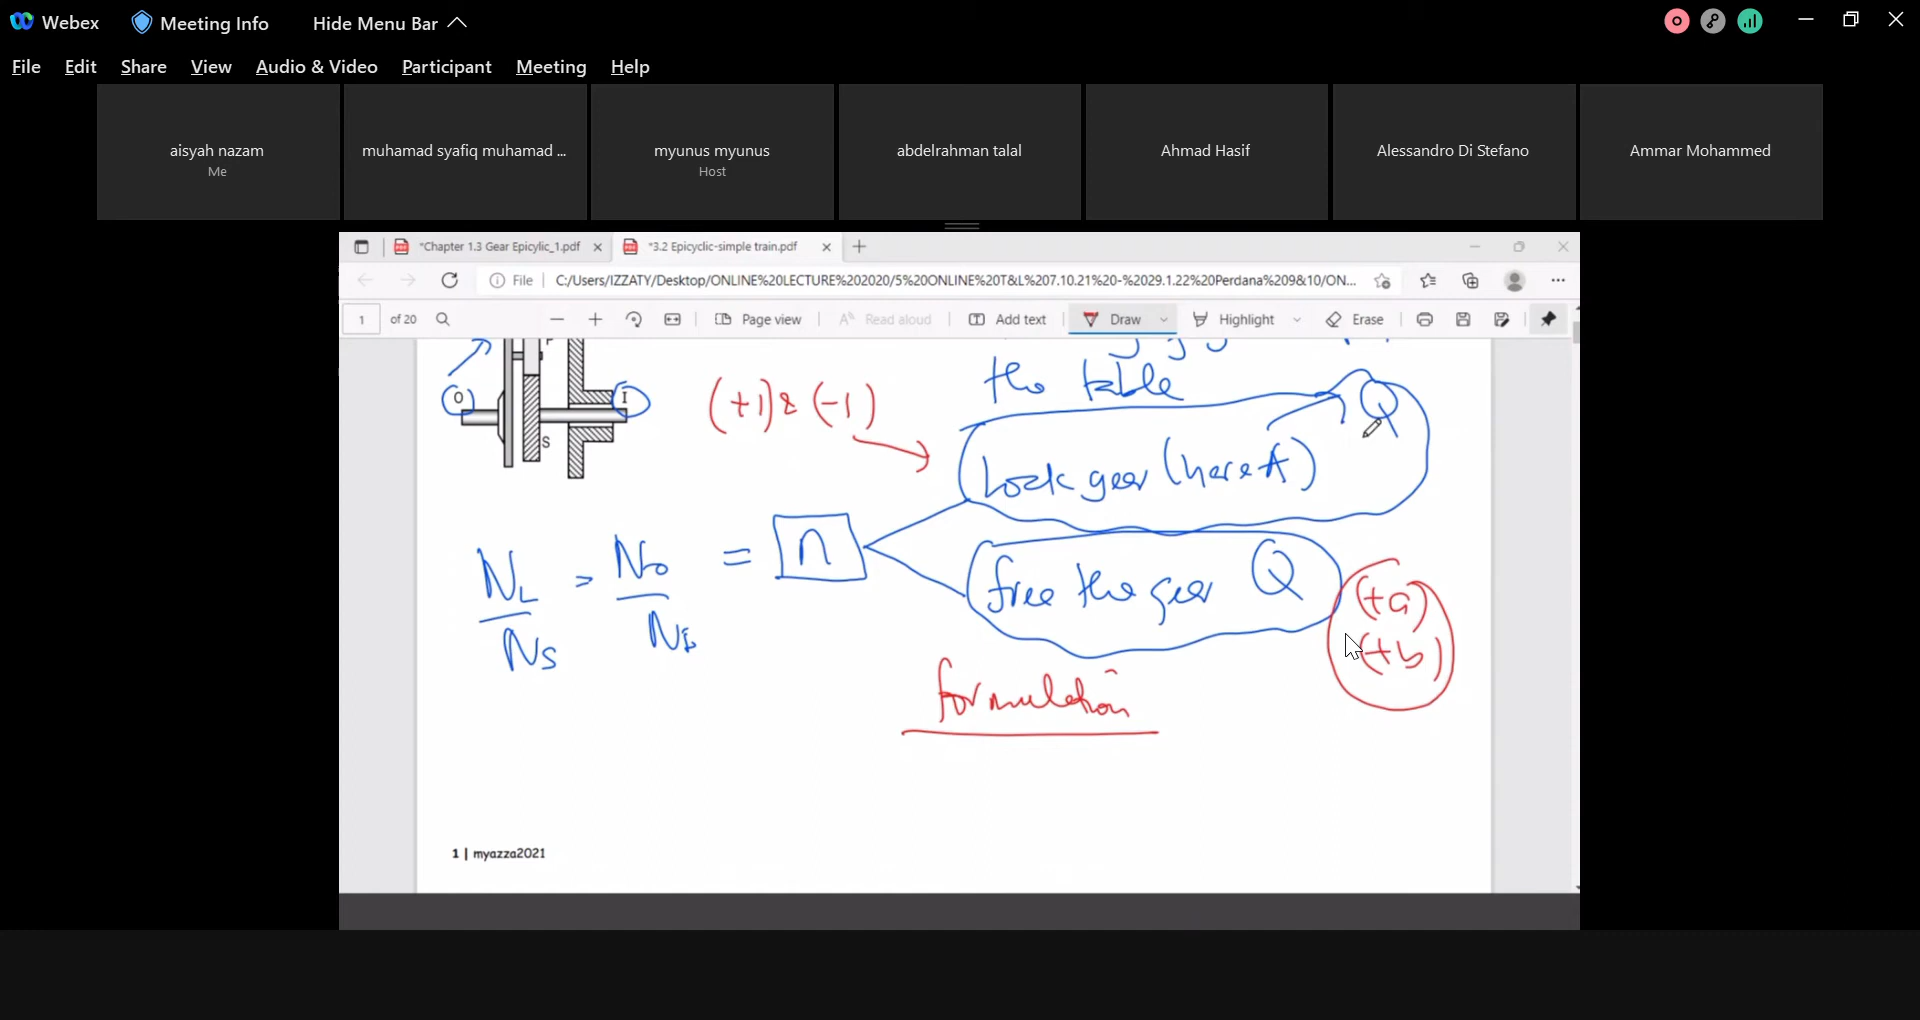 Webex Meeting Info Hide Menu Bar
File Edit Share View Audio & Video Participant Meeting Help
aisyah nazam
Me
muhamad syafiq muhamad ...
myunus myunus
Host
abdelrahman talal
Ahmad Hasif
Alessandro Di Stefano
Ammar Mohammed
*Chapter 1.3 Gear Epicylic_1.pdf
*3.2 Epicyclic-simple train.pdf
File C:/Users/IZZATY/Desktop/ONLINE%20LECTURE%202020/5%20ONLINE%20T&L%207.10.21%20-%2029.1.22%20Perdana%209&10/ON...
1 of 20 Page view Read aloud Add text Draw Highlight Erase
the table
O
I
S
(+1) & (-1)
Q
Lock gear (here A)
N_L / N_S = N_O / N_I = n
free the gear Q
(+a)
(+b)
formulation
1 | myazza2021